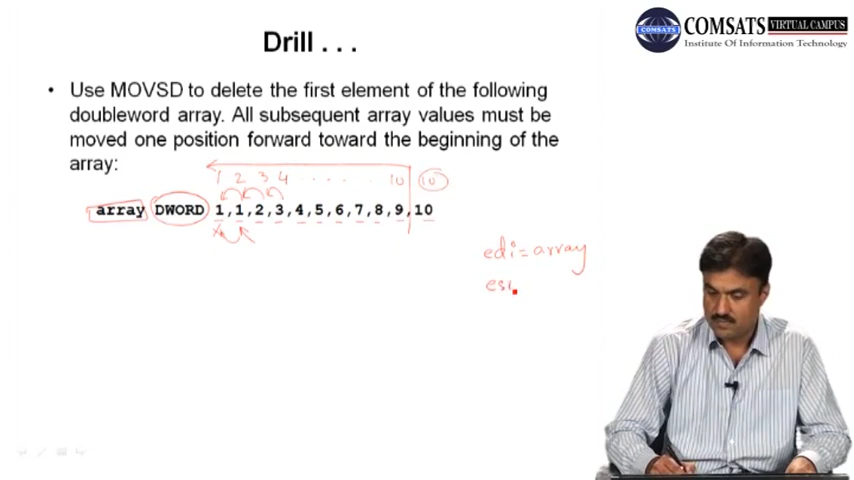 COMSATS
VIRTUAL CAMPUS
COMSATS
Institute Of Information Technology
Drill . . .
• Use MOVSD to delete the first element of the following
doubleword array. All subsequent array values must be
moved one position forward toward the beginning of the
array:
1 2 3 4 . . . . . . . 10 10
array DWORD 1,1,2,3,4,5,6,7,8,9,10
edi=array
esi